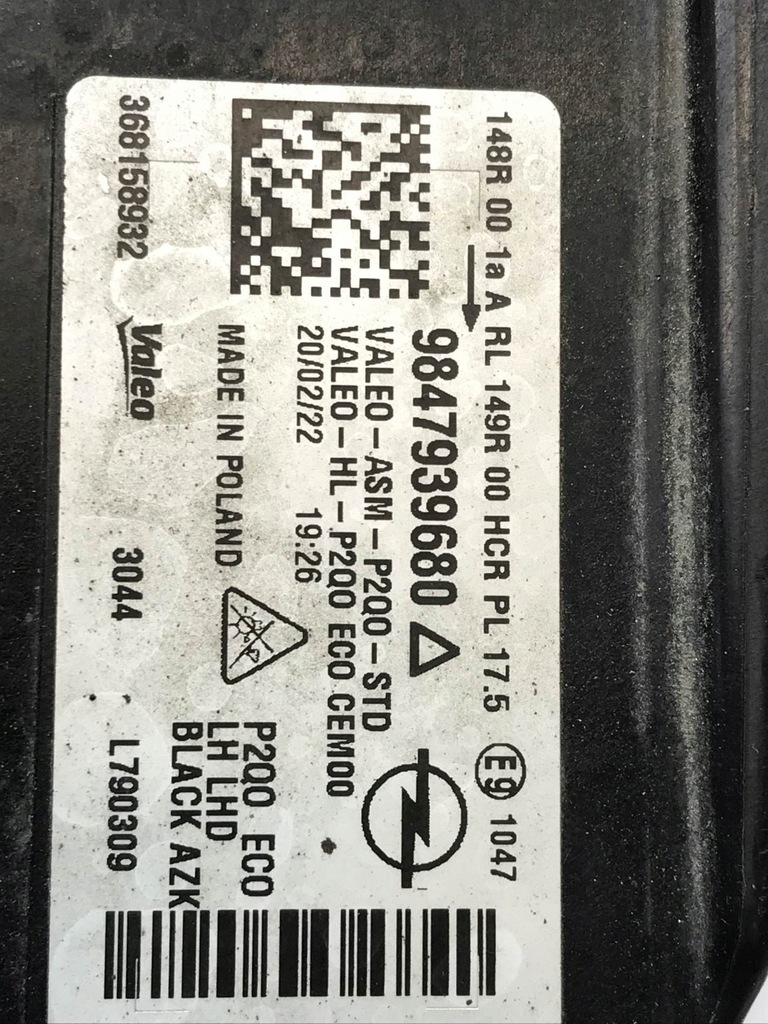 148R 00 1a A RL 149R 00 HCR PL 17.5 E9 1047
9847939680
VALEO-ASM-P2Q0-STD
VALEO-HL-P2Q0 ECO CEM00
20/02/22 19:26
MADE IN POLAND
P2Q0 ECO
LH LHD
BLACK AZK
368158932 Valeo 3044 L790309